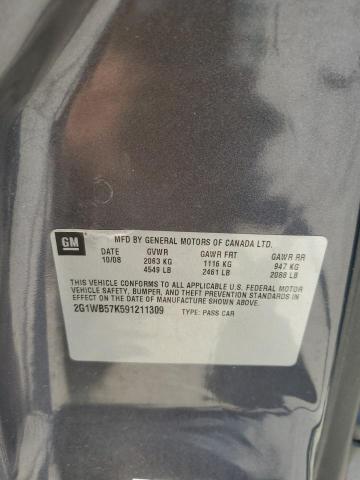 GM
MFD BY GENERAL MOTORS OF CANADA LTD.
DATE GVWR GAWR FRT GAWR RR
10/08 2063 KG 1116 KG 947 KG
4549 LB 2461 LB 2088 LB
THIS VEHICLE CONFORMS TO ALL APPLICABLE U.S. FEDERAL MOTOR
VEHICLE SAFETY, BUMPER, AND THEFT PREVENTION STANDARDS IN
EFFECT ON THE DATE OF MANUFACTURE SHOWN ABOVE.
2G1WB57K591211309 TYPE: PASS CAR